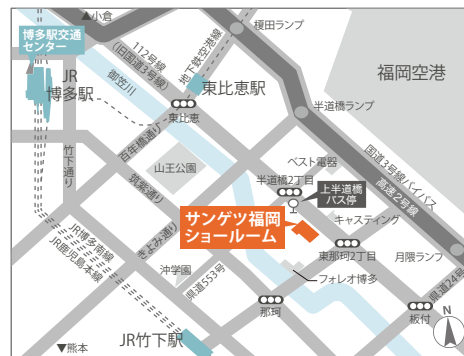 ▲小倉
博多駅交通
センター
榎田ランプ
112号線
(旧国道3号線)
地下鉄空港線
福岡空港
御笠川
JR
博多駅
東比恵駅
東比恵
半道橋ランプ
百年橋通り
竹下通り
山王公園
筑紫通り
ベスト電器
国道3号線バイパス
高速2号線
半道橋2丁目
上半道橋
バス停
サンゲツ福岡
ショールーム
キャスティング
きよみ通り
東那珂2丁目
月隈ランプ
JR博多南線
JR鹿児島本線
沖学園
県道553号
フォレオ博多
県道24号
那珂
板付
JR竹下駅
▼熊本
N